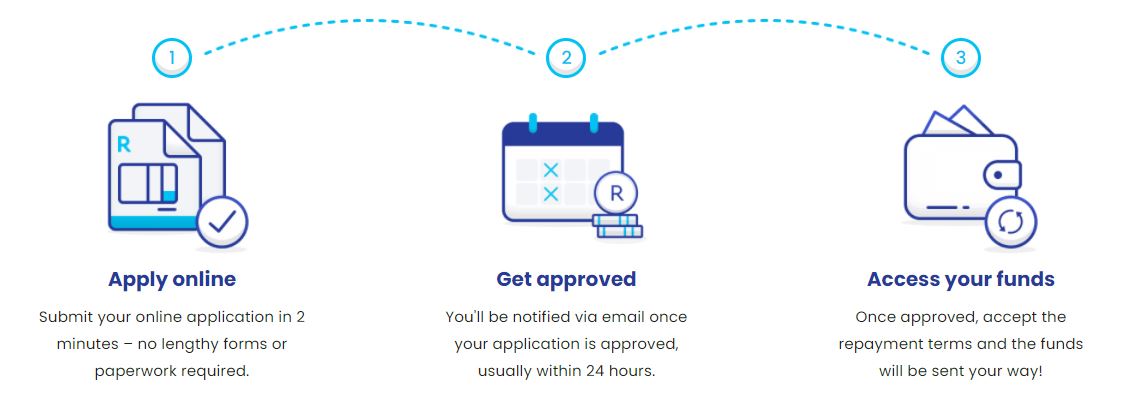 1
2
3
R
R
Apply online
Submit your online application in 2
minutes – no lengthy forms or
paperwork required.
Get approved
You'll be notified via email once
your application is approved,
usually within 24 hours.
Access your funds
Once approved, accept the
repayment terms and the funds
will be sent your way!